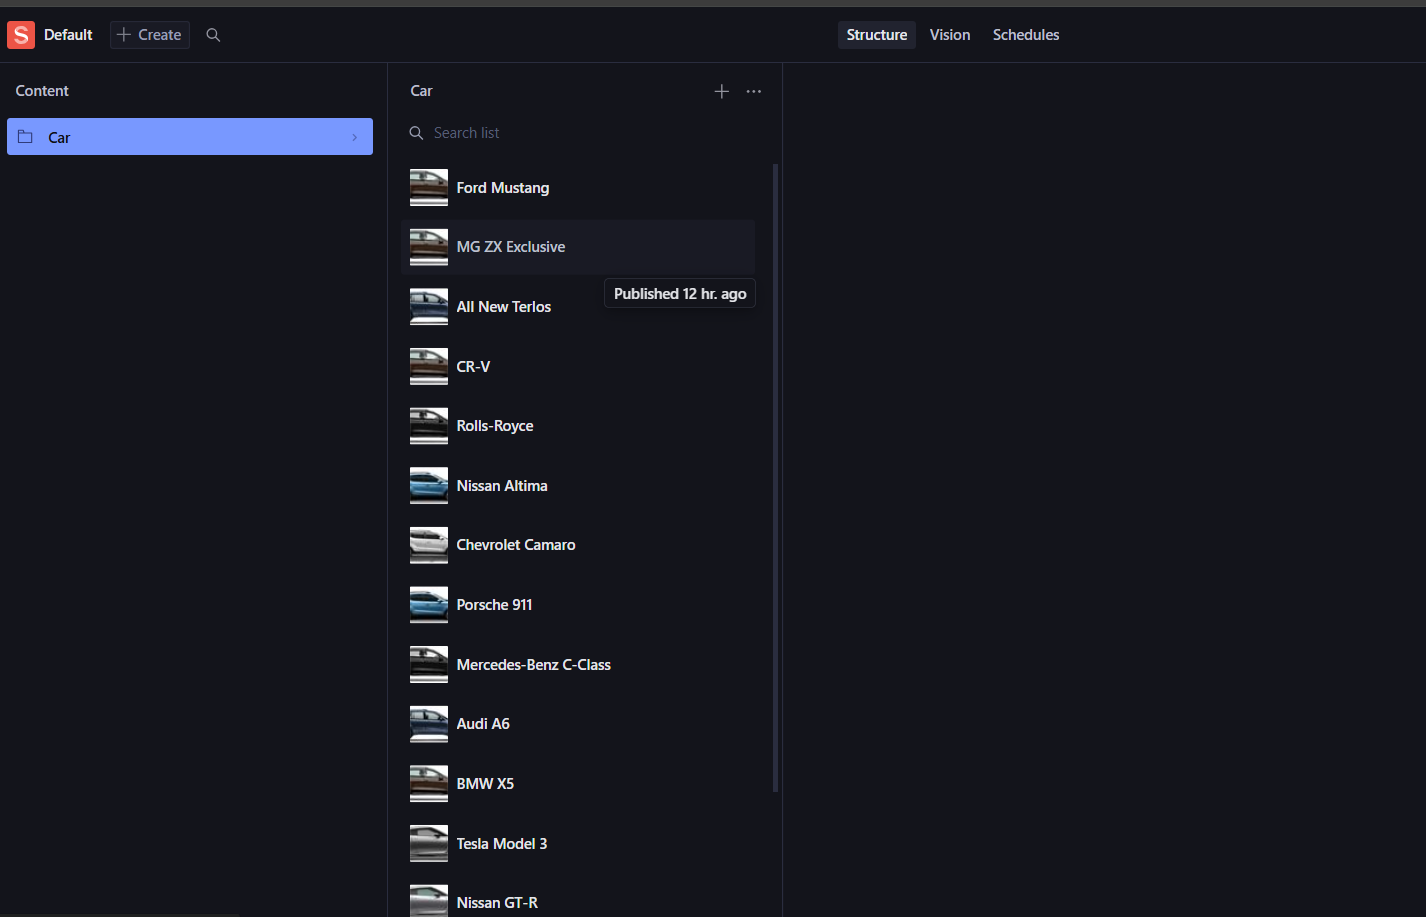 S Default Create Structure Vision Schedules
Content
Car
Car
Search list
Ford Mustang
MG ZX Exclusive
Published 12 hr. ago
All New Terlos
CR-V
Rolls-Royce
Nissan Altima
Chevrolet Camaro
Porsche 911
Mercedes-Benz C-Class
Audi A6
BMW X5
Tesla Model 3
Nissan GT-R